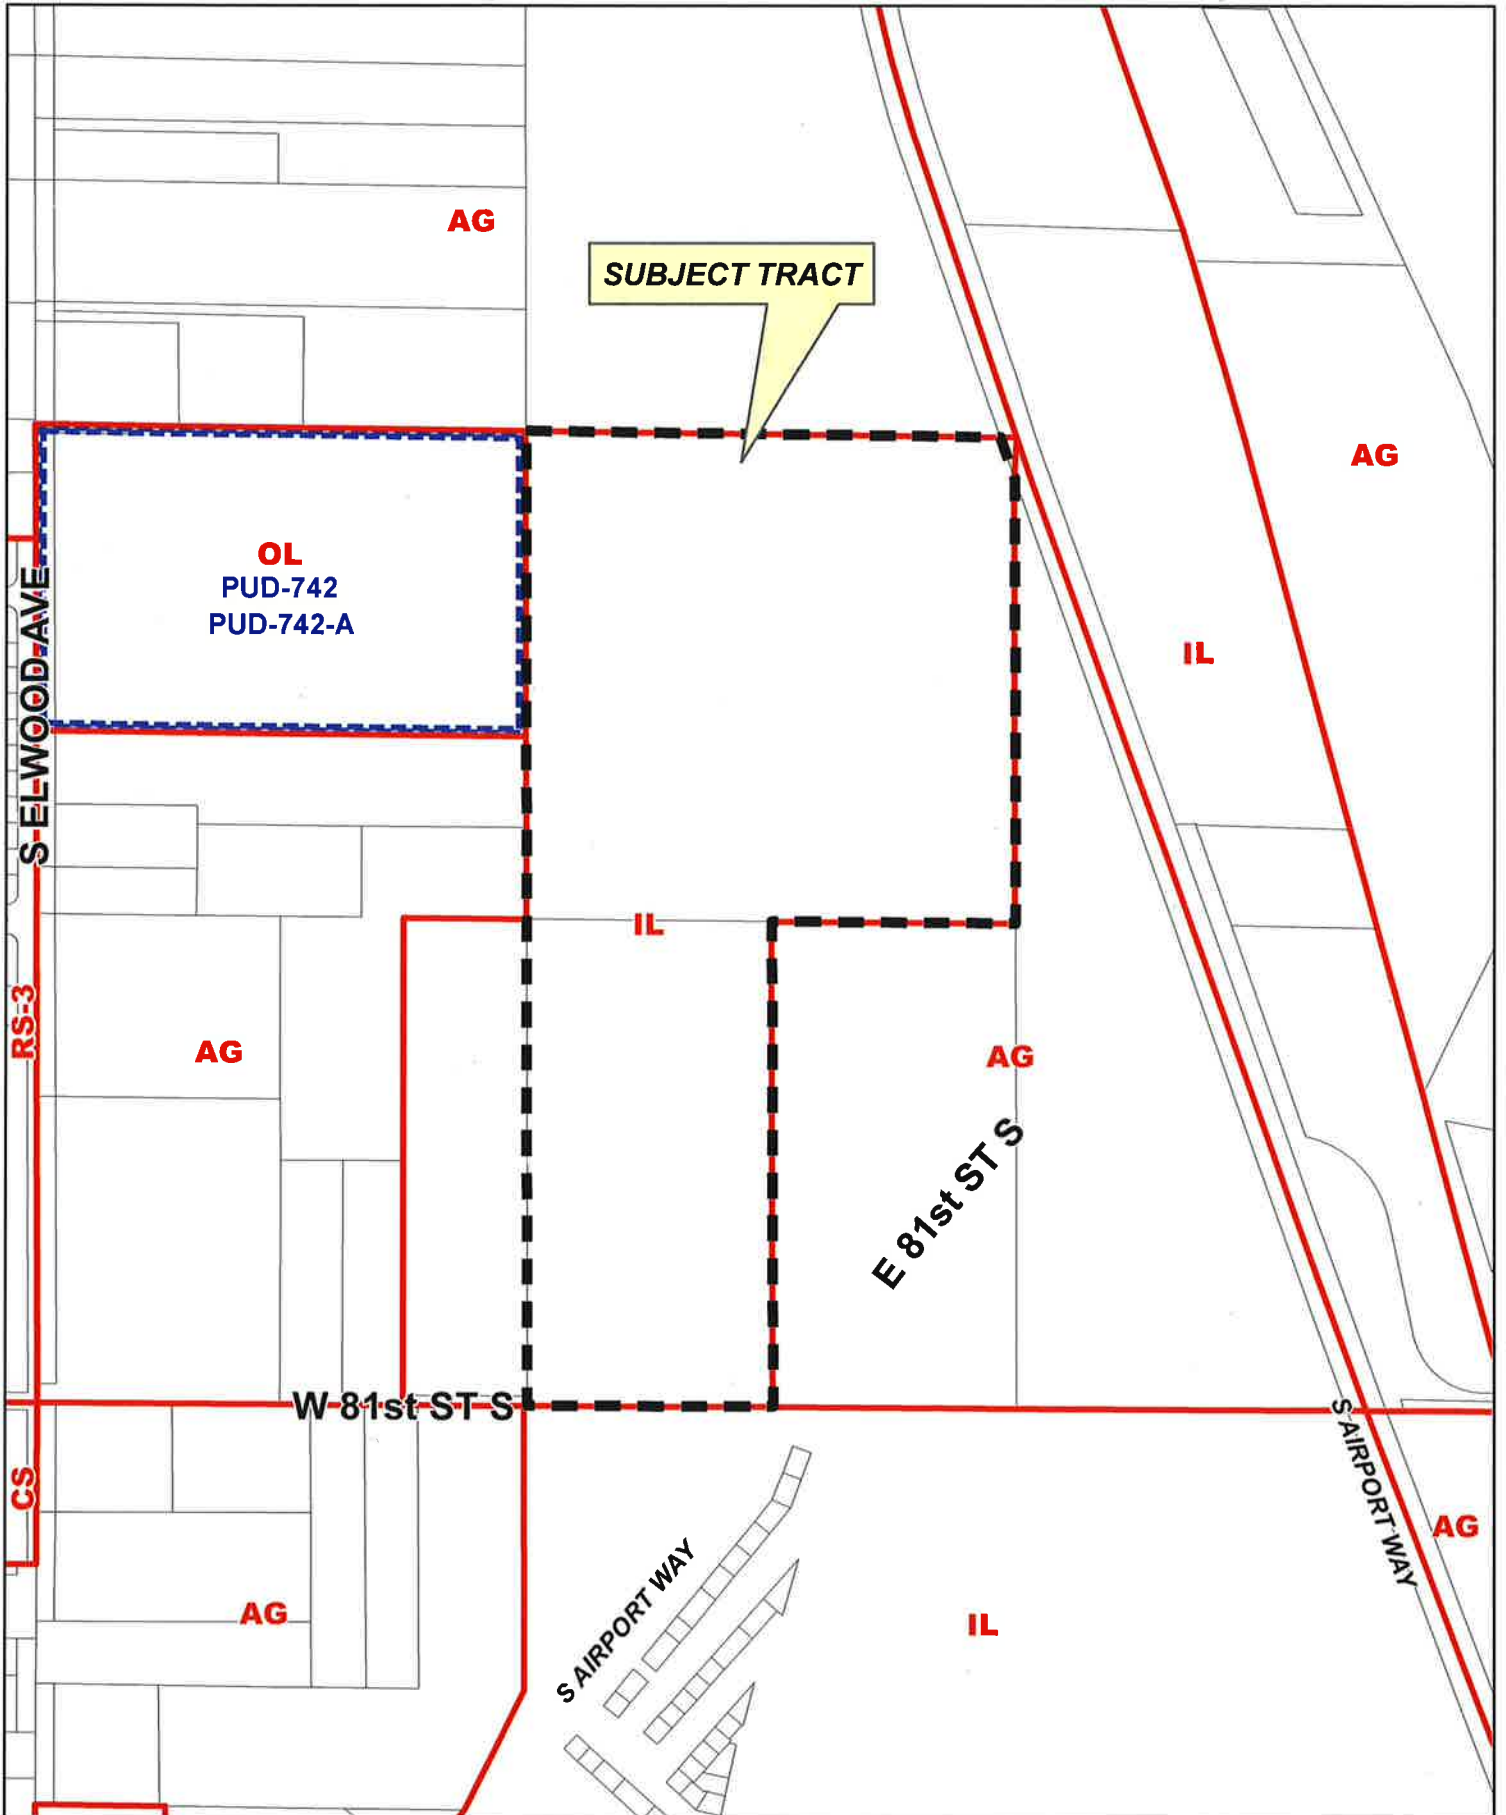 AG
SUBJECT TRACT
AG
OL
PUD-742
PUD-742-A
S ELWOOD AVE
IL
IL
RS-3
AG
AG
E 81st ST S
W 81st ST S
S AIRPORT WAY
CS
AG
S AIRPORT WAY
AG
IL